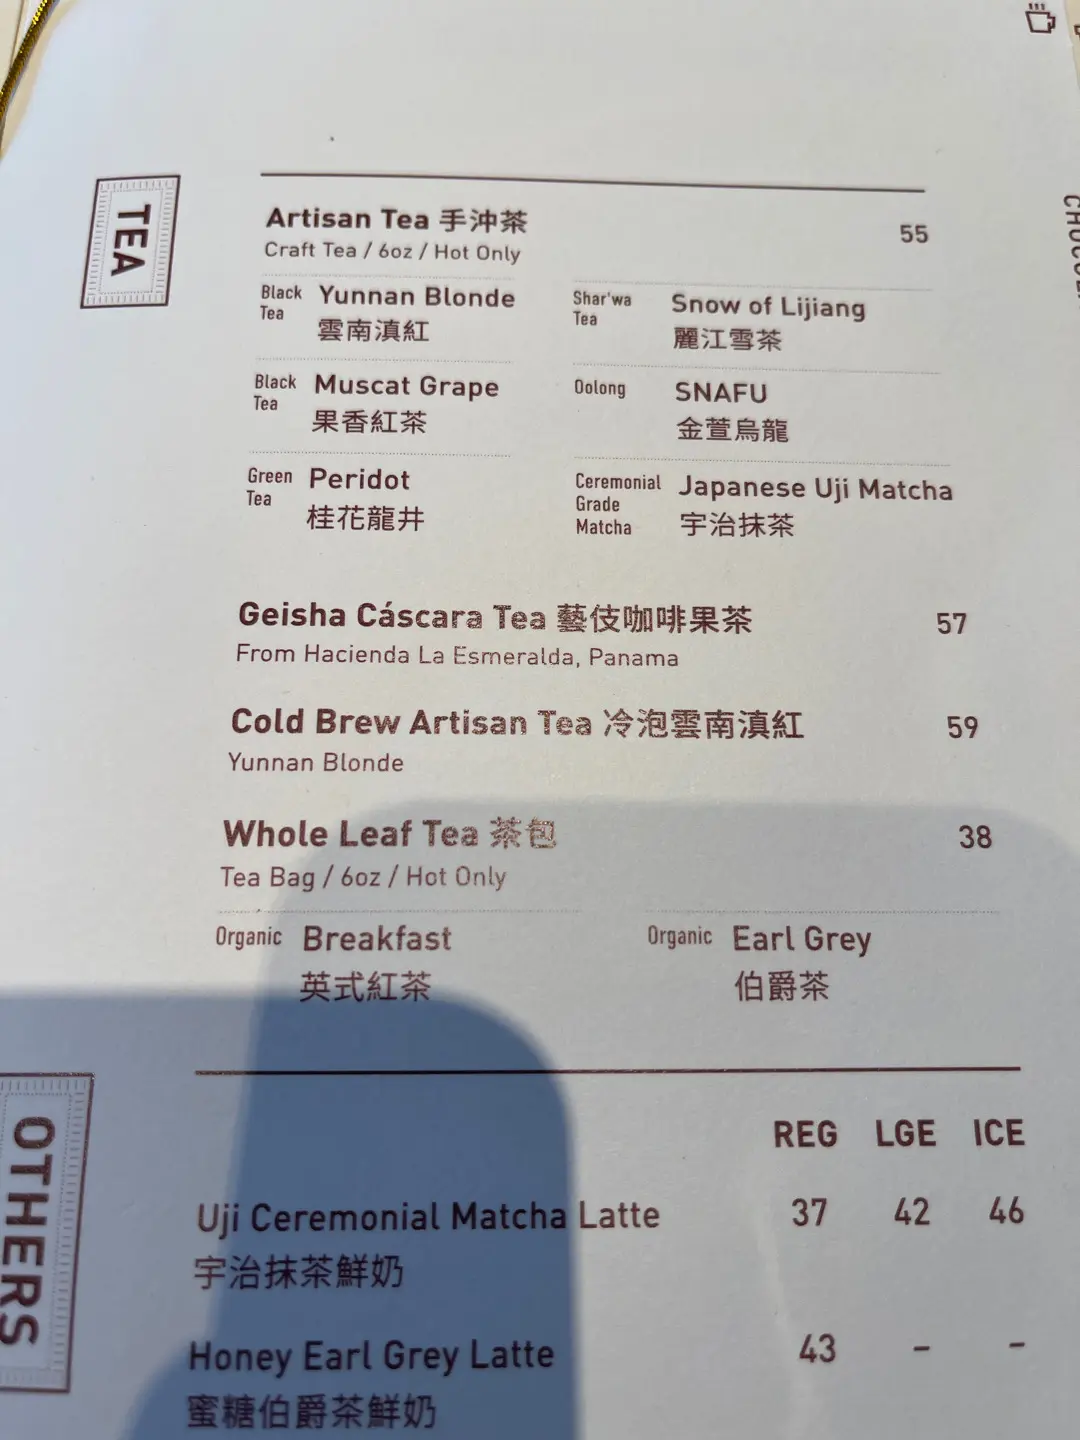 TEA
Artisan Tea 手沖茶 55
Craft Tea / 6oz / Hot Only
Black Tea Yunnan Blonde
雲南滇紅
Shar'wa Tea Snow of Lijiang
麗江雪茶
Black Tea Muscat Grape
果香紅茶
Oolong SNAFU
金萱烏龍
Green Tea Peridot
桂花龍井
Ceremonial Grade Matcha Japanese Uji Matcha
宇治抹茶
Geisha Cáscara Tea 藝伎咖啡果茶 57
From Hacienda La Esmeralda, Panama
Cold Brew Artisan Tea 冷泡雲南滇紅 59
Yunnan Blonde
Whole Leaf Tea 茶包 38
Tea Bag / 6oz / Hot Only
Organic Breakfast
英式紅茶
Organic Earl Grey
伯爵茶
OTHERS
REG LGE ICE
Uji Ceremonial Matcha Latte 37 42 46
宇治抹茶鮮奶
Honey Earl Grey Latte 43 – –
蜜糖伯爵茶鮮奶